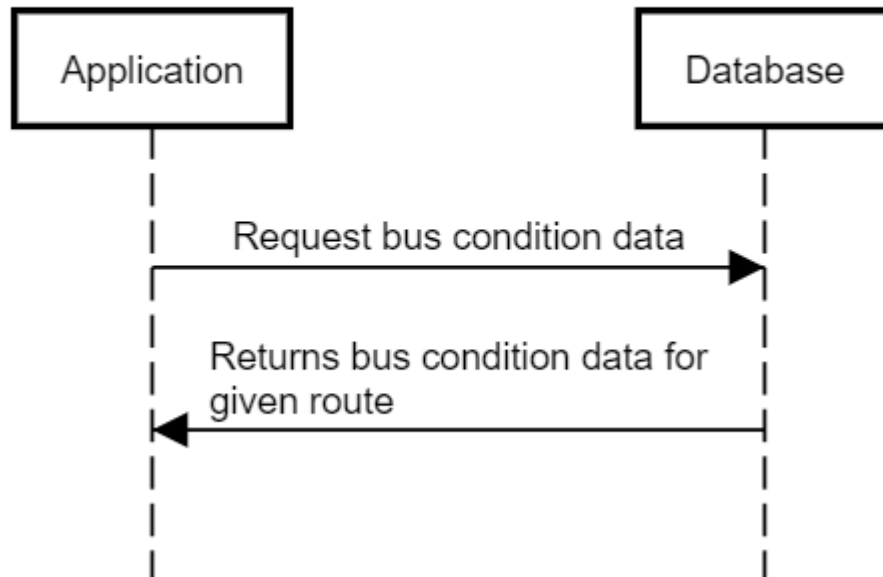 Application
Database
Request bus condition data
Returns bus condition data for
given route